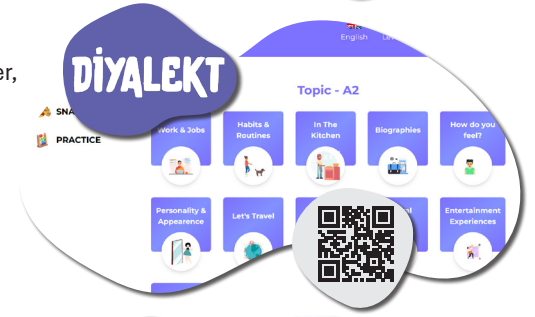 English
er,
DİYALEKT
Topic - A2
SNA
PRACTICE
Work & Jobs
Habits &
Routines
In The
Kitchen
Biographies
How do you
feel?
Personality &
Appearence
Let's Travel
Entertainment
Experiences